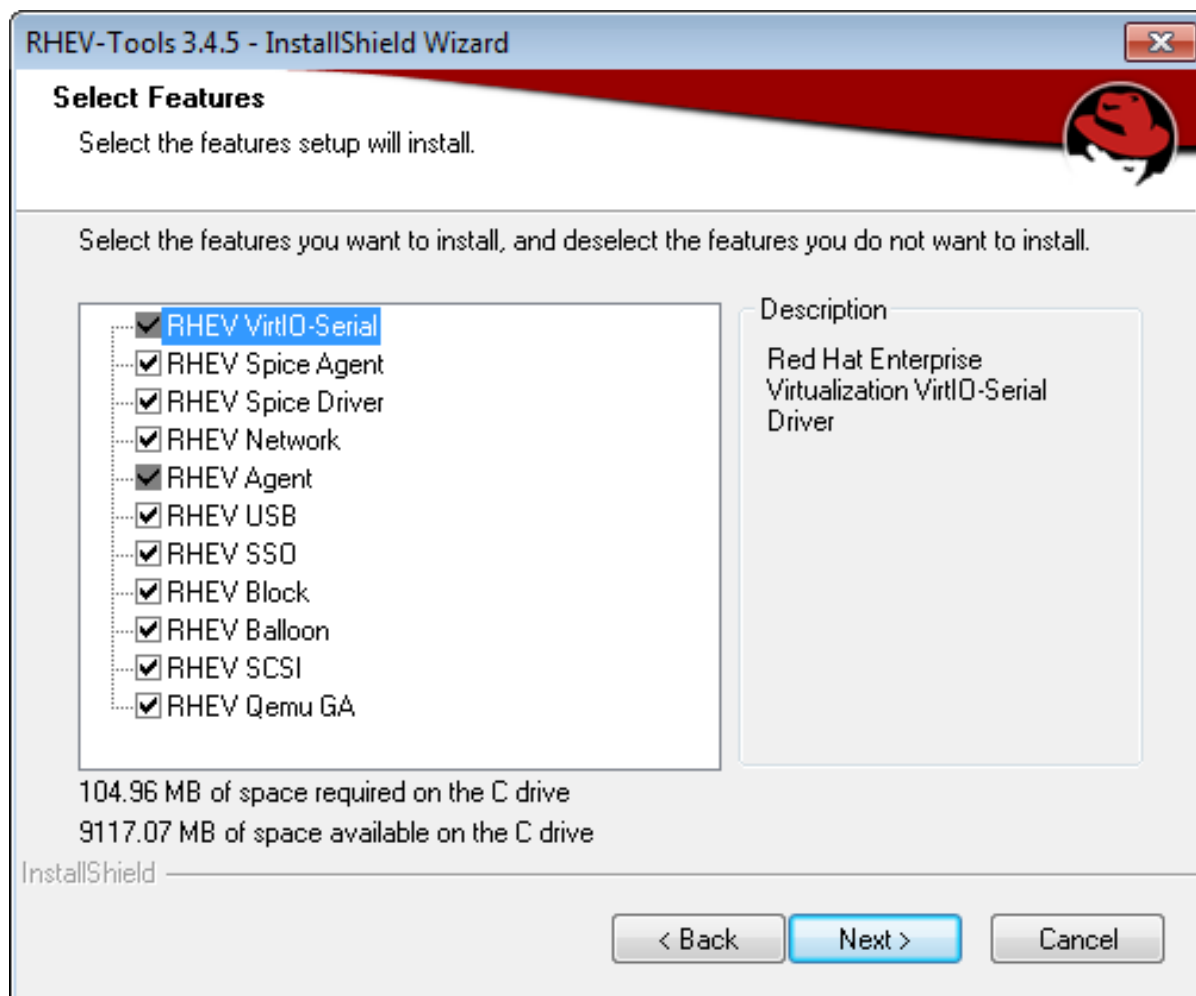 RHEV-Tools 3.4.5 - InstallShield Wizard
Select Features
Select the features setup will install.
Select the features you want to install, and deselect the features you do not want to install.
RHEV VirtIO-Serial
RHEV Spice Agent
RHEV Spice Driver
RHEV Network
RHEV Agent
RHEV USB
RHEV SSO
RHEV Block
RHEV Balloon
RHEV SCSI
RHEV Qemu GA
Description
Red Hat Enterprise
Virtualization VirtIO-Serial
Driver
104.96 MB of space required on the C drive
9117.07 MB of space available on the C drive
InstallShield
< Back
Next >
Cancel